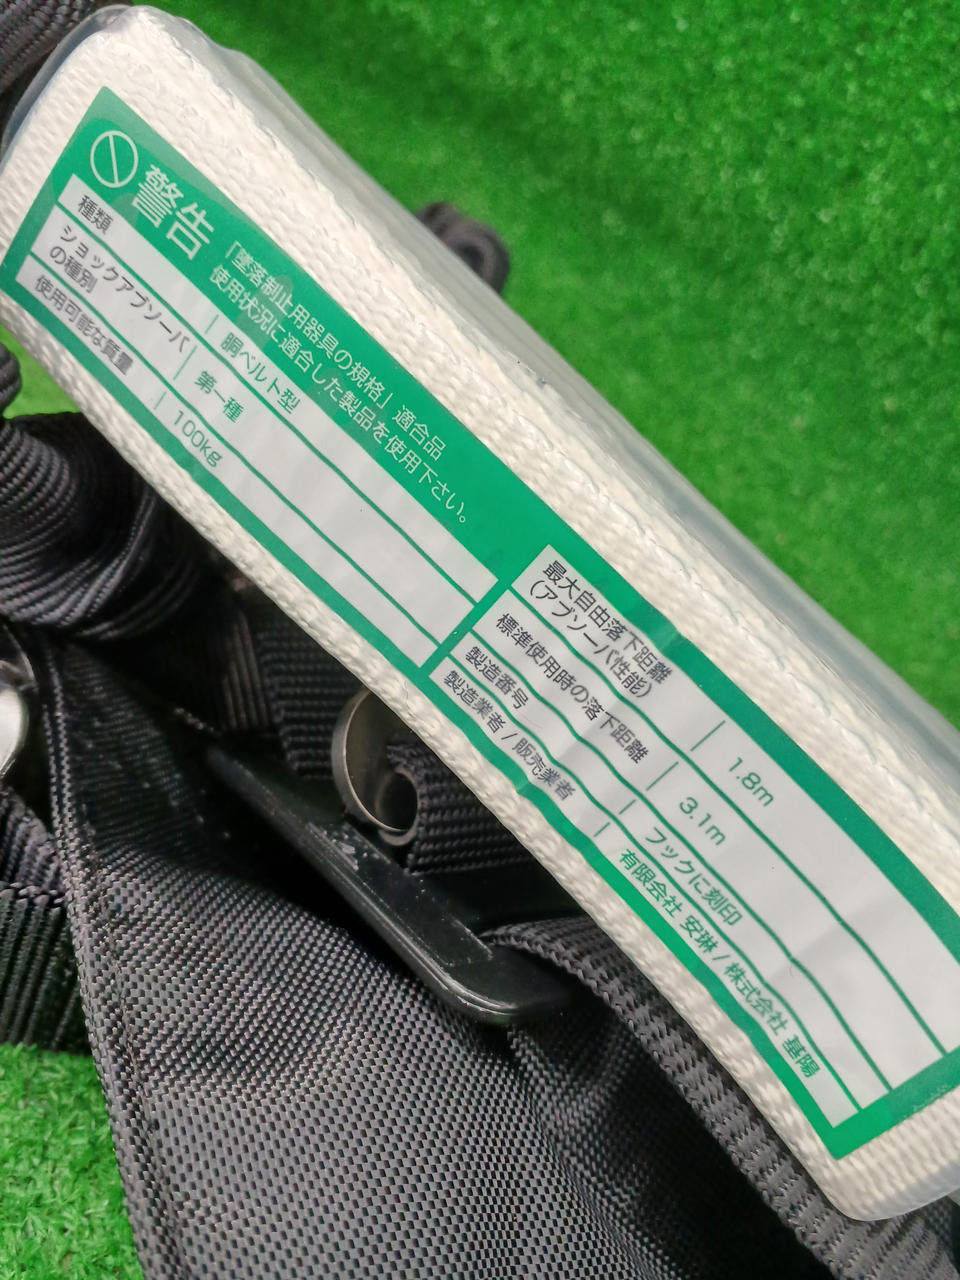 警告
「墜落制止用器具の規格」適合品
使用状況に適合した製品を使用下さい。
種類 | 胴ベルト型
ショックアブソーバ
の種別 | 第一種
使用可能な質量 | 100kg
最大自由落下距離
(アブソーバ性能) | 1.8m
標準使用時の落下距離 | 3.1m
製造番号 | フックに刻印
製造業者 / 販売業者 | 有限会社 安琳 / 株式会社 基陽